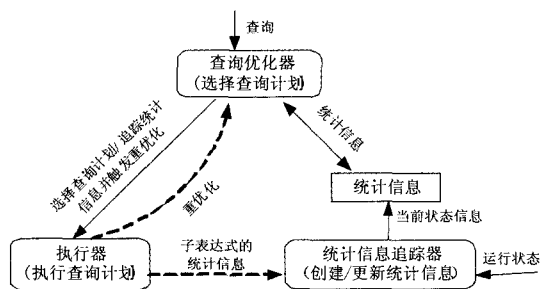 查询
查询优化器
(选择查询计划)
选择查询计划/追踪统计
信息并触发重优化
重优化
统计信息
统计信息
当前状态信息
执行器
(执行查询计划)
子表达式的
统计信息
统计信息追踪器
(创建/更新统计信息)
运行状态